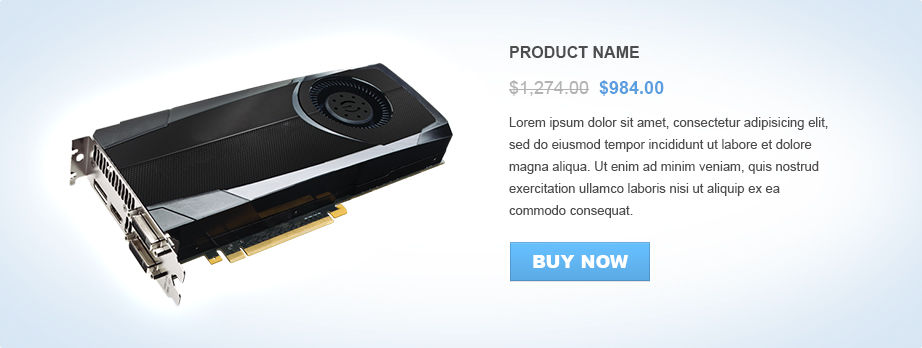 PRODUCT NAME
$1,274.00 $984.00
Lorem ipsum dolor sit amet, consectetur adipisicing elit,
sed do eiusmod tempor incididunt ut labore et dolore
magna aliqua. Ut enim ad minim veniam, quis nostrud
exercitation ullamco laboris nisi ut aliquip ex ea
commodo consequat.
BUY NOW